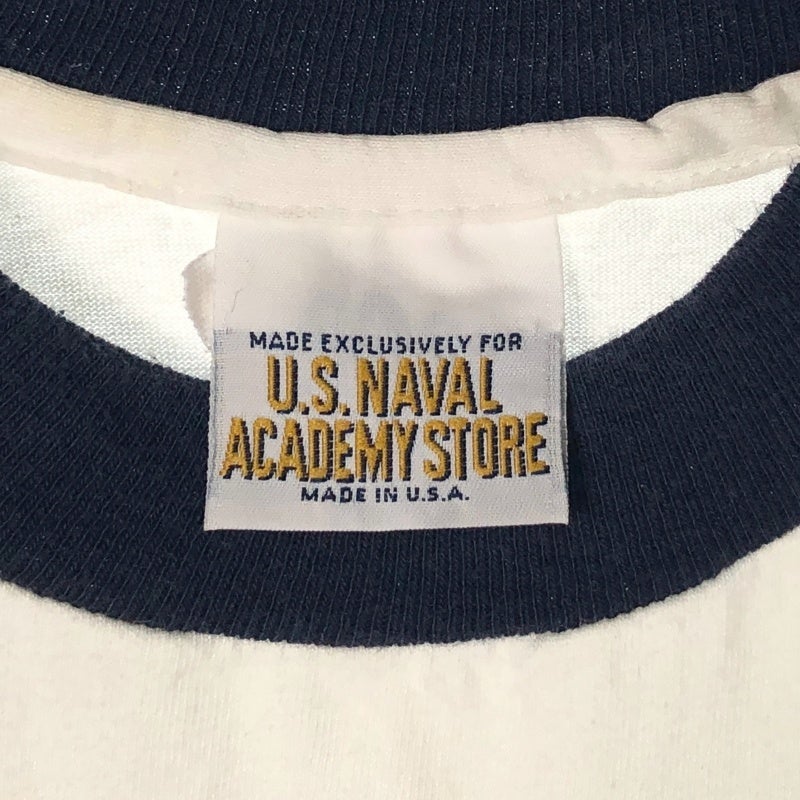 MADE EXCLUSIVELY FOR
U.S. NAVAL
ACADEMY STORE
MADE IN U.S.A.